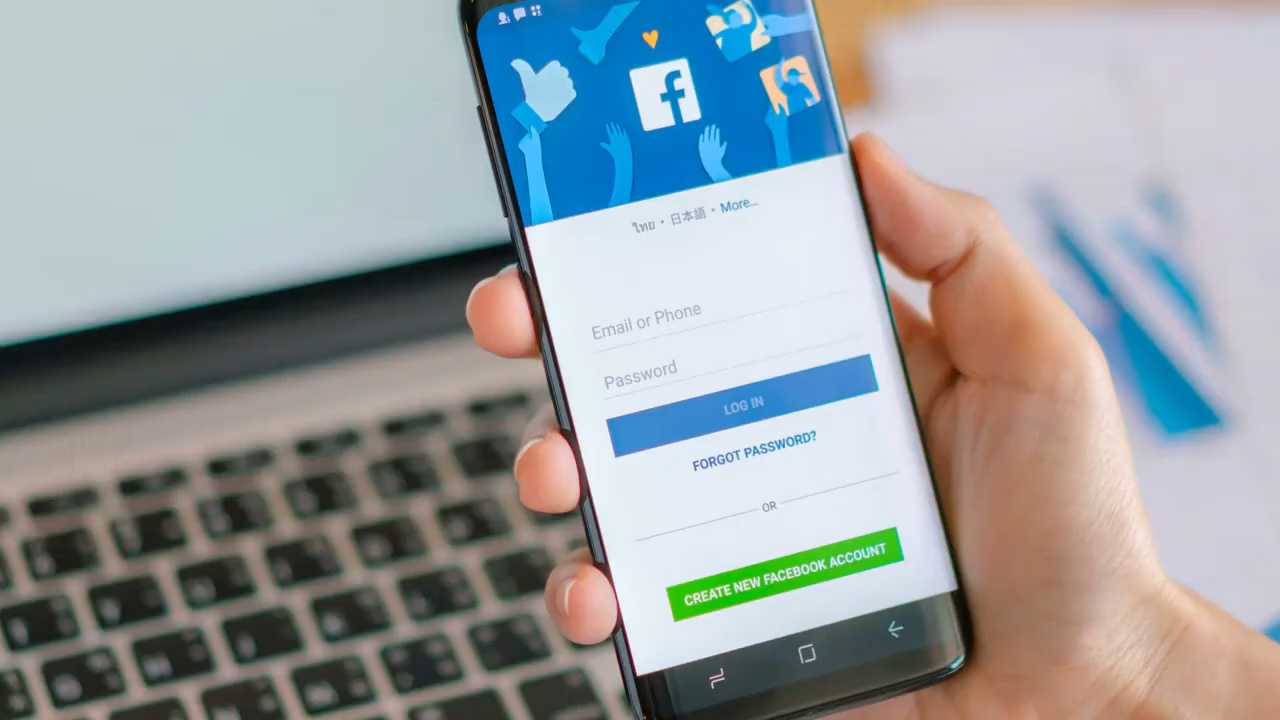 f
ไทย • 日本語 • More...
Email or Phone
Password
LOG IN
FORGOT PASSWORD?
OR
CREATE NEW FACEBOOK ACCOUNT